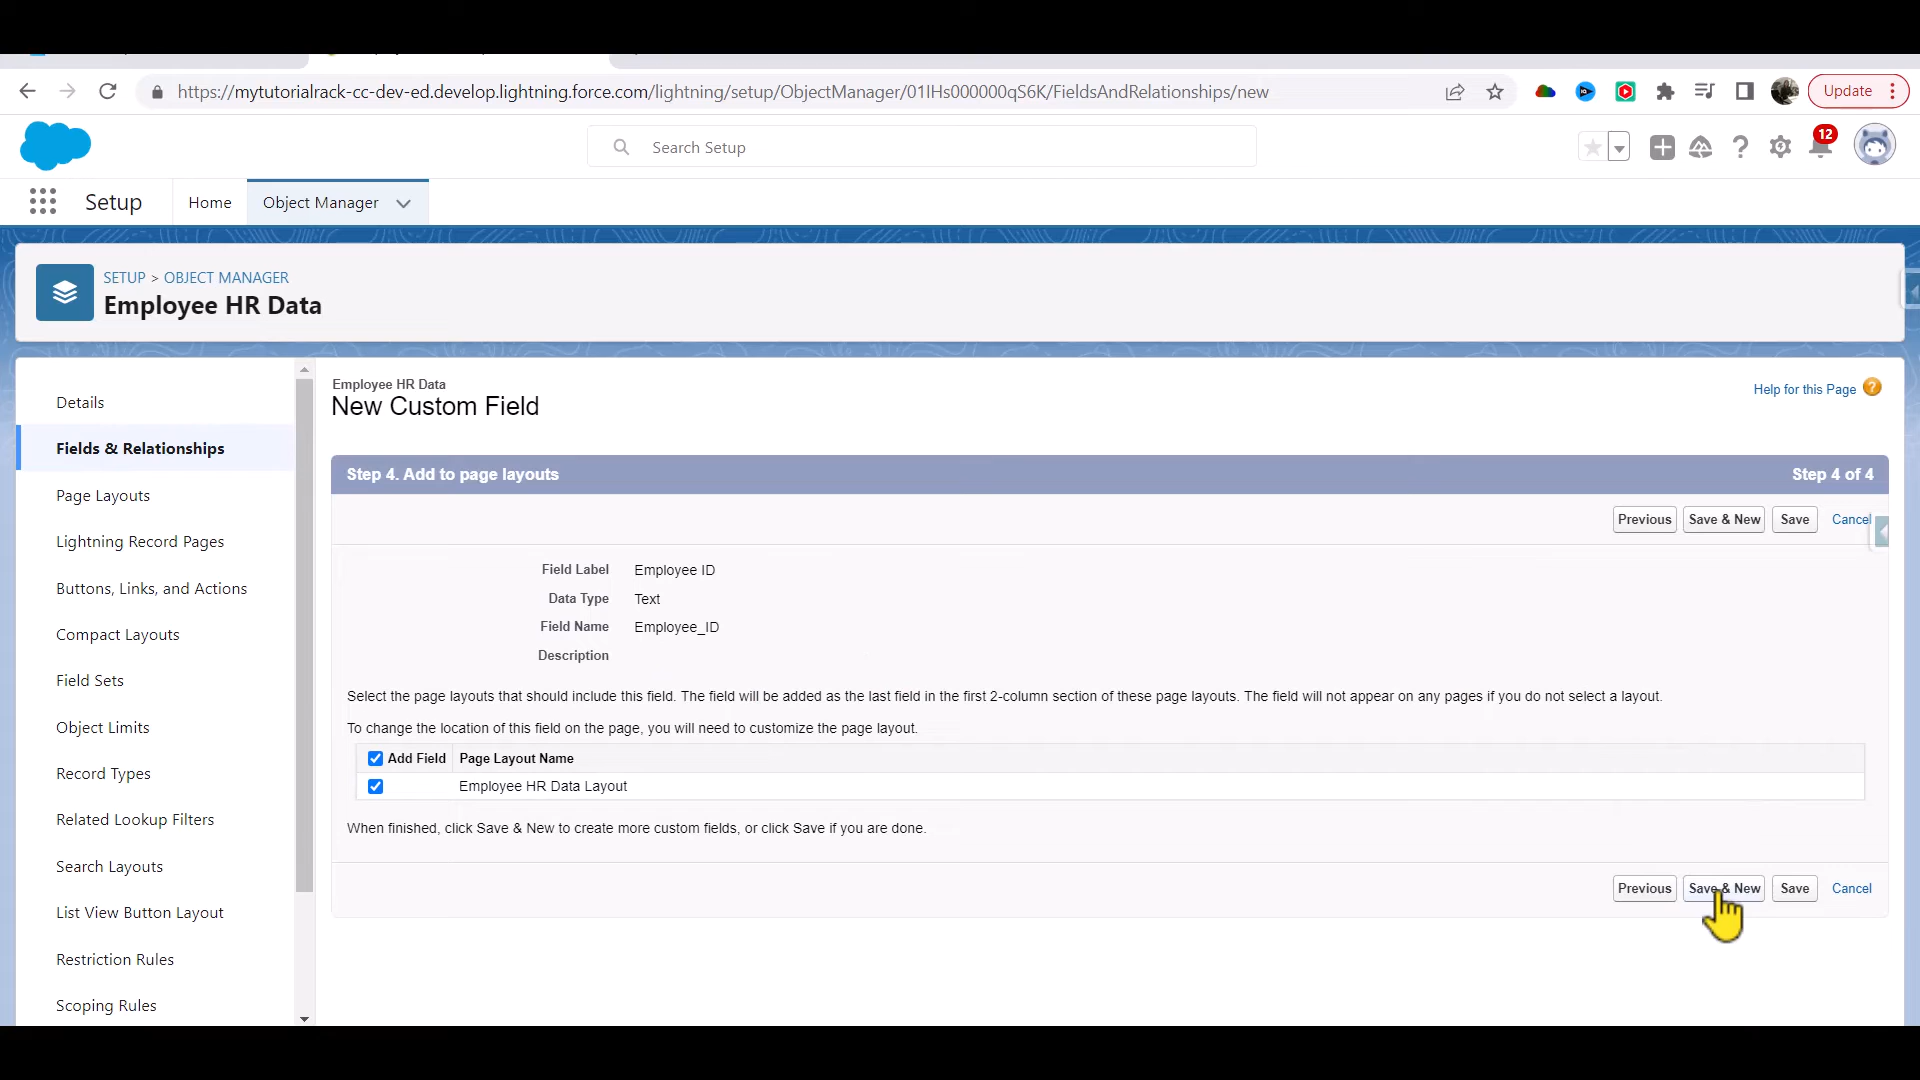 https://mytutorialrack-cc-dev-ed.develop.lightning.force.com/lightning/setup/ObjectManager/01IHs000000qS6K/FieldsAndRelationships/new
Update
Search Setup
12
Setup
Home
Object Manager
SETUP > OBJECT MANAGER
Employee HR Data
Details
Fields & Relationships
Page Layouts
Lightning Record Pages
Buttons, Links, and Actions
Compact Layouts
Field Sets
Object Limits
Record Types
Related Lookup Filters
Search Layouts
List View Button Layout
Restriction Rules
Scoping Rules
Employee HR Data
New Custom Field
Help for this Page
Step 4. Add to page layouts
Step 4 of 4
Previous
Save & New
Save
Cancel
Field Label Employee ID
Data Type Text
Field Name Employee_ID
Description
Select the page layouts that should include this field. The field will be added as the last field in the first 2-column section of these page layouts. The field will not appear on any pages if you do not select a layout.
To change the location of this field on the page, you will need to customize the page layout.
Add Field Page Layout Name
Employee HR Data Layout
When finished, click Save & New to create more custom fields, or click Save if you are done.
Previous
Save & New
Save
Cancel